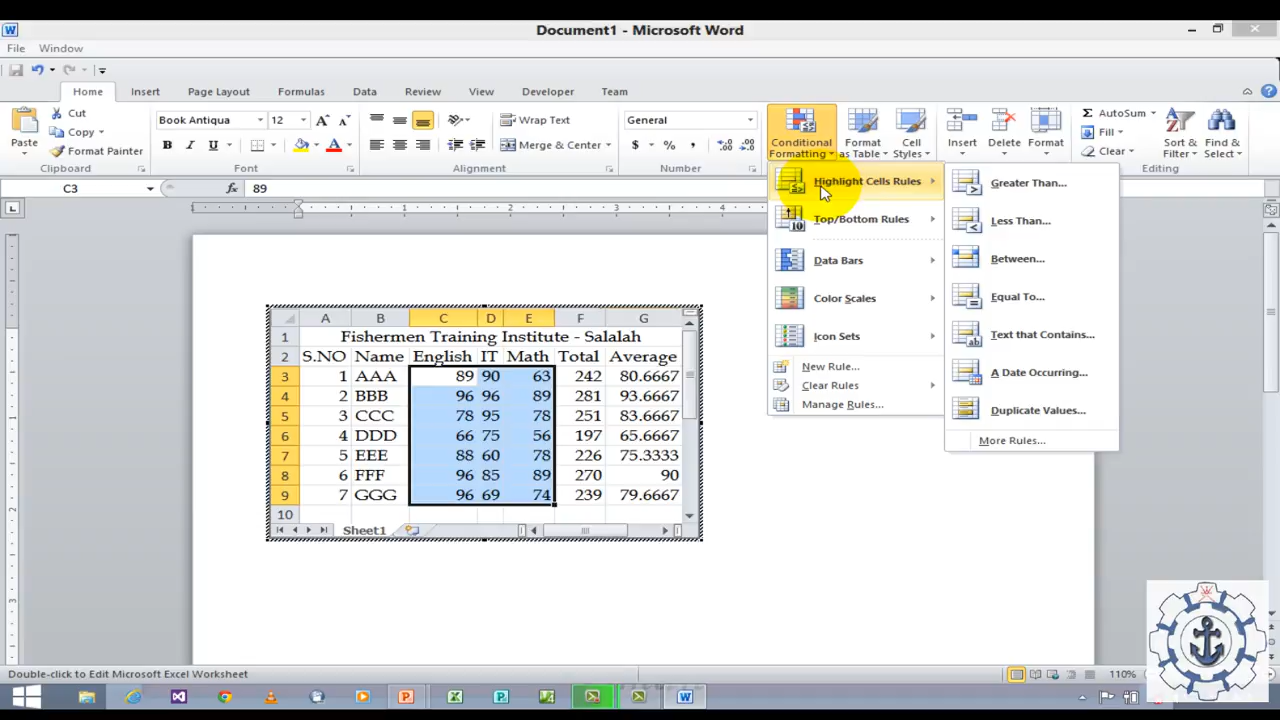 Document1 - Microsoft Word
File Window
Home Insert Page Layout Formulas Data Review View Developer Team
Cut
Copy
Format Painter
Paste
Clipboard
Book Antiqua 12
B I U
Font
Wrap Text
Merge & Center
Alignment
General
$ % ,
Number
Conditional Formatting
Format as Table
Cell Styles
Insert
Delete
Format
Σ AutoSum
Fill
Clear
Sort & Filter
Find & Select
Editing
C3 fx 89
Highlight Cells Rules
Top/Bottom Rules
Data Bars
Color Scales
Icon Sets
New Rule...
Clear Rules
Manage Rules...
Greater Than...
Less Than...
Between...
Equal To...
Text that Contains...
A Date Occurring...
Duplicate Values...
More Rules...
1 1 2 4
A B C D E F G
1 Fishermen Training Institute - Salalah
2 S.NO Name English IT Math Total Average
3 1 AAA 89 90 63 242 80.6667
4 2 BBB 96 96 89 281 93.6667
5 3 CCC 78 95 78 251 83.6667
6 4 DDD 66 75 56 197 65.6667
7 5 EEE 88 60 78 226 75.3333
8 6 FFF 96 85 89 270 90
9 7 GGG 96 69 74 239 79.6667
10
Sheet1
Double-click to Edit Microsoft Excel Worksheet
110%